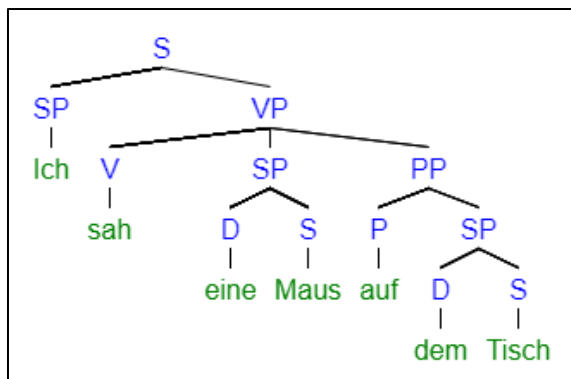 S
SP VP
Ich V SP PP
sah D S P SP
eine Maus auf D S
dem Tisch